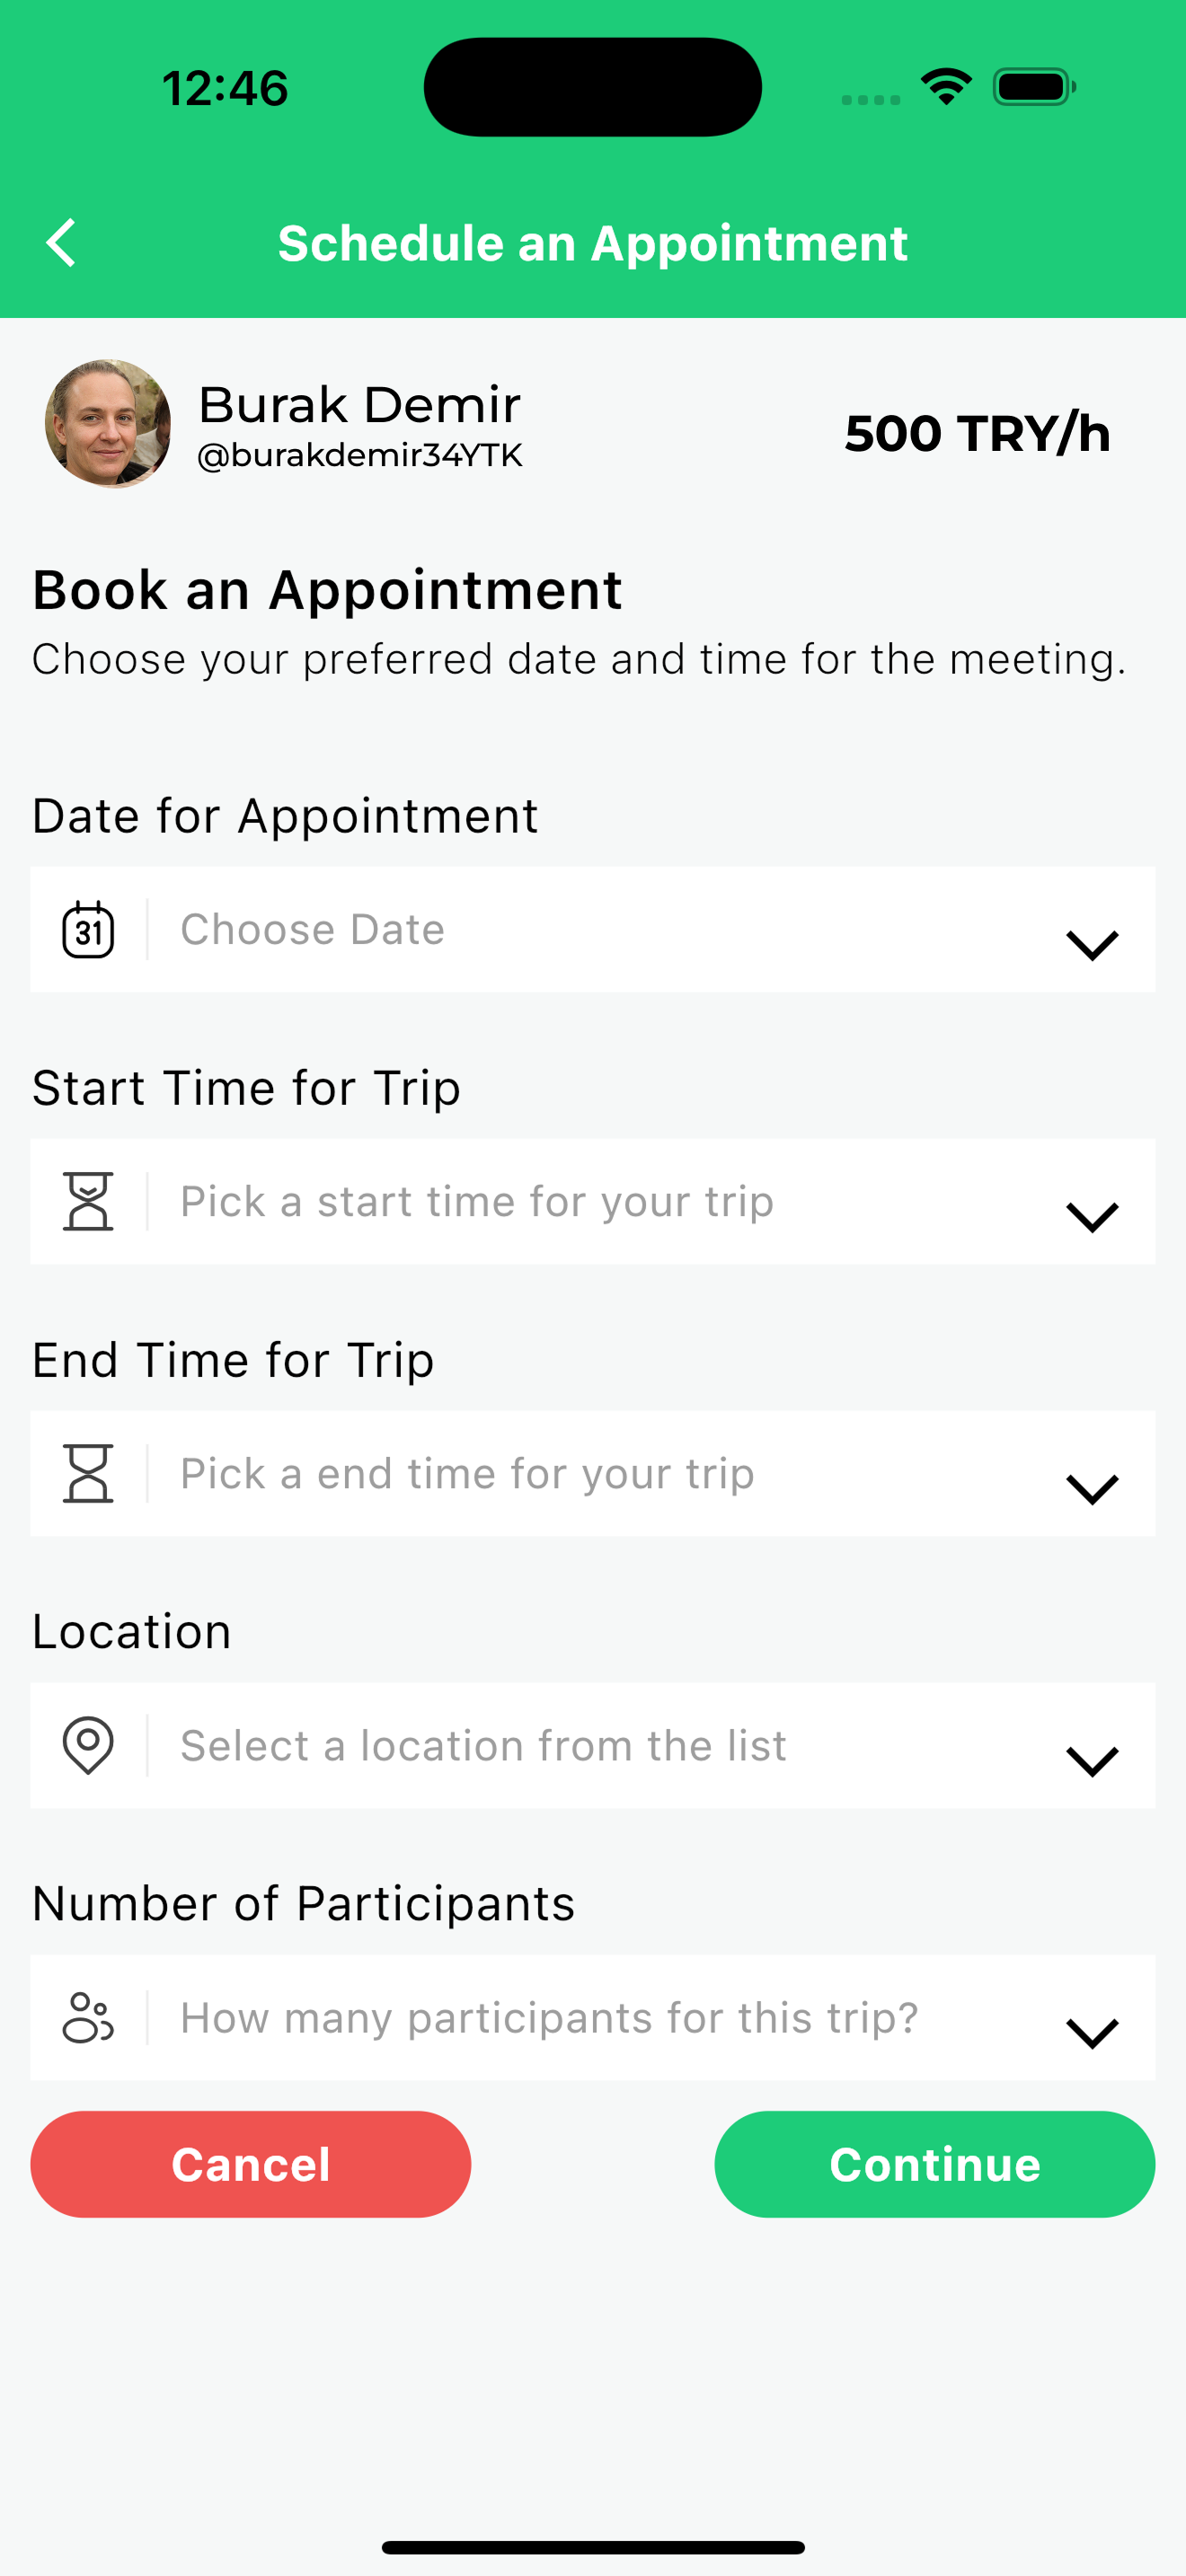 12:46
Schedule an Appointment
Burak Demir
@burakdemir34YTK
500 TRY/h
Book an Appointment
Choose your preferred date and time for the meeting.
Date for Appointment
31
Choose Date
Start Time for Trip
Pick a start time for your trip
End Time for Trip
Pick a end time for your trip
Location
Select a location from the list
Number of Participants
How many participants for this trip?
Cancel
Continue